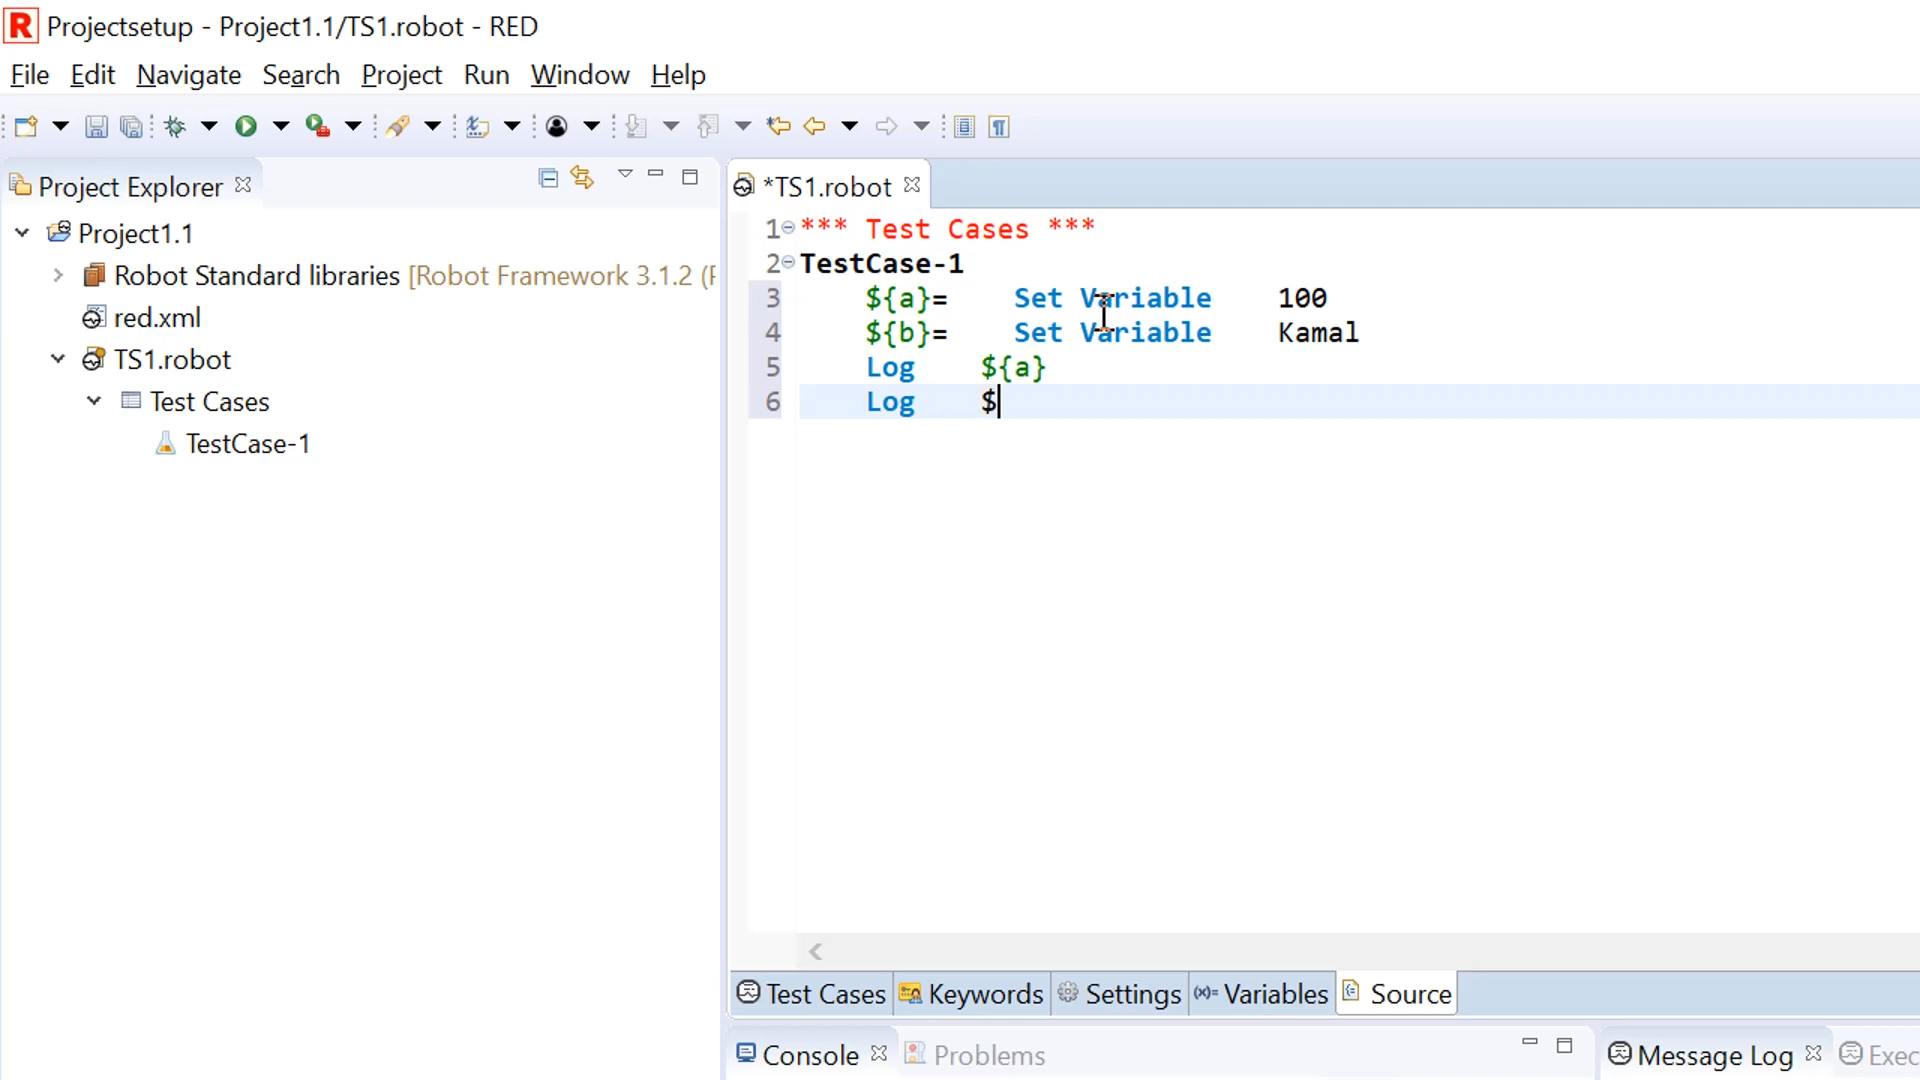 R Projectsetup - Project1.1/TS1.robot - RED
File Edit Navigate Search Project Run Window Help
Project Explorer
Project1.1
Robot Standard libraries [Robot Framework 3.1.2 (
red.xml
TS1.robot
Test Cases
TestCase-1
*TS1.robot
1 *** Test Cases ***
2 TestCase-1
3 ${a}=    Set Variable    100
4 ${b}=    Set Variable    Kamal
5 Log    ${a}
6 Log    $
Test Cases Keywords Settings (x)= Variables Source
Console Problems Message Log Exec